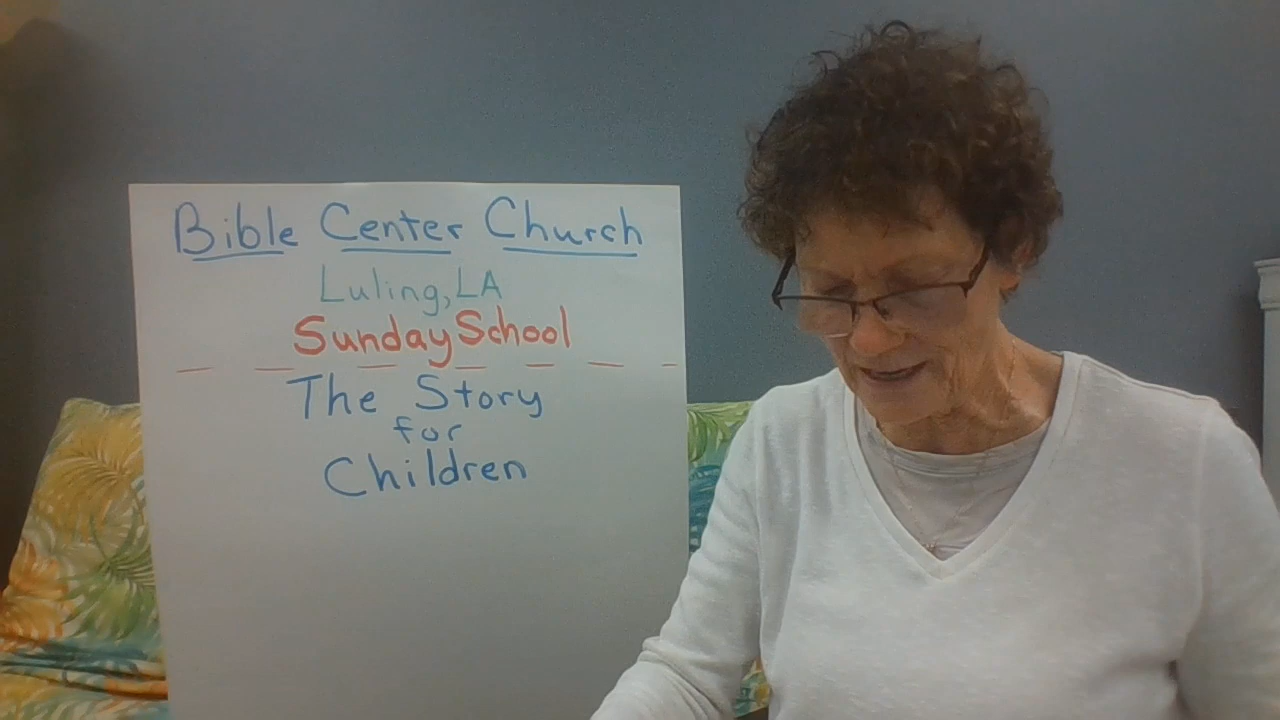 Bible Center Church
Luling, LA
Sunday School
The Story
for
Children